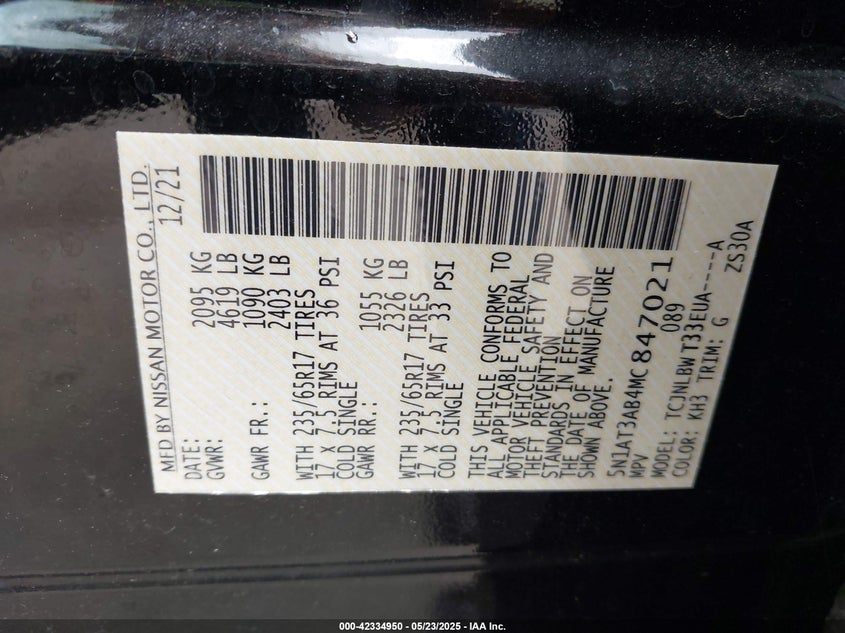 MFD BY NISSAN MOTOR CO., LTD.
DATE: 12/21
GVWR: 2095 KG
4619 LB
GAWR FR.: 1090 KG
2403 LB
WITH 235/65R17 TIRES
17 X 7.5 RIMS AT 36 PSI
COLD SINGLE
GAWR RR.: 1055 KG
2326 LB
WITH 235/65R17 TIRES
17 X 7.5 RIMS AT 33 PSI
COLD SINGLE
THIS VEHICLE CONFORMS TO
ALL APPLICABLE FEDERAL
MOTOR VEHICLE SAFETY AND
THEFT PREVENTION
STANDARDS IN EFFECT ON
THE DATE OF MANUFACTURE
SHOWN ABOVE.
5N1AT3AB4MC847021
MPV 089
MODEL: TCJNLBWT33EUA----A
COLOR: KH3 TRIM: G ZS30A
000-42334950 - 05/23/2025 - IAA Inc.